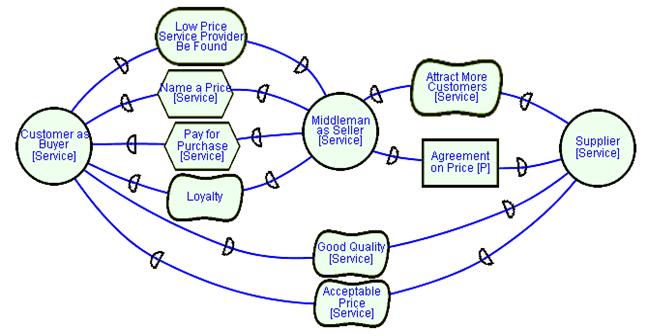 Low Price
Service Provider
Be Found
Name a Price
[Service]
Attract More
Customers
[Service]
Customer as
Buyer
[Service]
Pay for
Purchase
[Service]
Middleman
as Seller
[Service]
Supplier
[Service]
Agreement
on Price [P]
Loyalty
Good Quality
[Service]
Acceptable
Price
[Service]